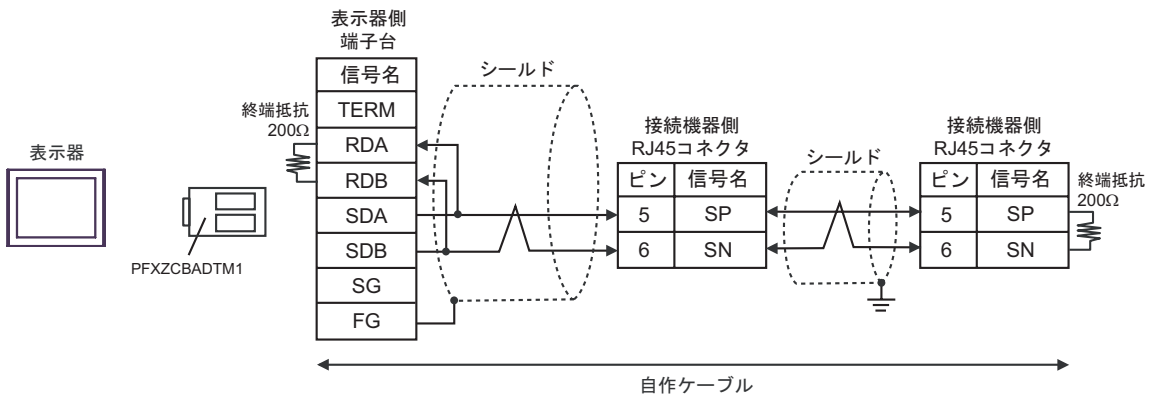 表示器
PFXZCBADTM1
終端抵抗
200Ω
表示器側
端子台
信号名
TERM
RDA
RDB
SDA
SDB
SG
FG
シールド
接続機器側
RJ45コネクタ
ピン 信号名
5 SP
6 SN
シールド
接続機器側
RJ45コネクタ
ピン 信号名
5 SP
6 SN
終端抵抗
200Ω
自作ケーブル